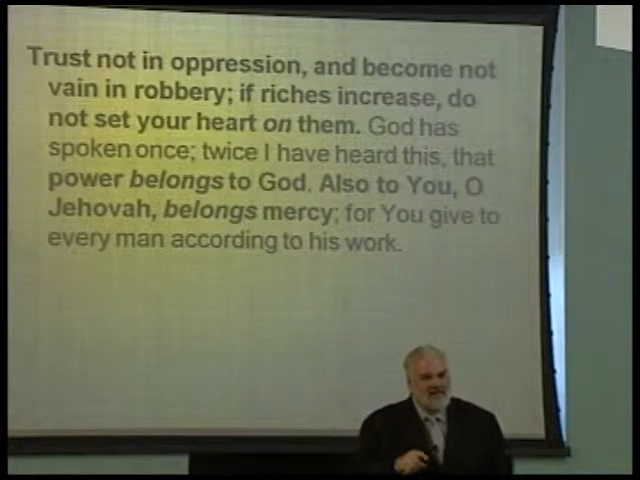 Trust not in oppression, and become not
vain in robbery; if riches increase, do
not set your heart on them. God has
spoken once; twice I have heard this, that
power belongs to God. Also to You, O
Jehovah, belongs mercy; for You give to
every man according to his work.